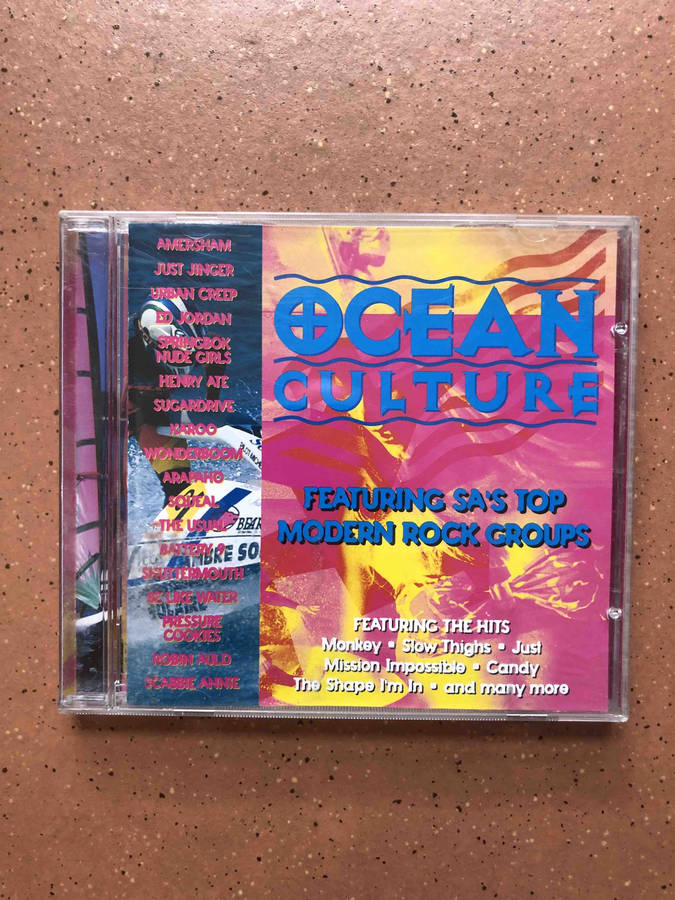 AMERSHAM
JUST JINGER
URBAN CREEP
ED JORDAN
SPRINGBOK
NUDE GIRLS
HENRY ATE
SUGARDRIVE
KAROO
WONDERBOOM
ARAPAHO
SQUEAL
THE USUAL
BATTERY 9
SHUTTERMOUTH
BE LIKE WATER
PRESSURE
COOKIES
ROBIN AULD
SCABBIE ANNIE
OCEAN
CULTURE
FEATURING SA'S TOP
MODERN ROCK GROUPS
FEATURING THE HITS
Monkey ▪ Slow Thighs ▪ Just
Mission Impossible ▪ Candy
The Shape I'm In ▪ and many more